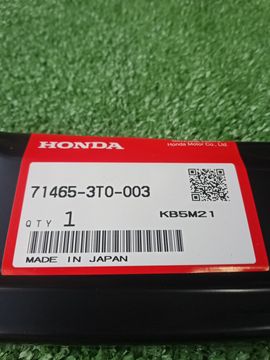 HONDA
Honda Motor Co., Ltd.
71465-3T0-003
QTY 1
KB5M21
MADE IN JAPAN